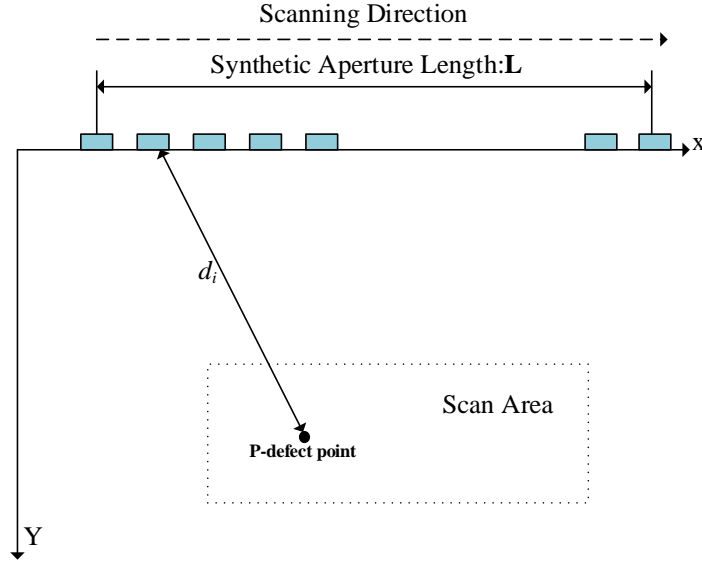 Scanning Direction
Synthetic Aperture Length:L
x
d_i
Scan Area
P-defect point
Y